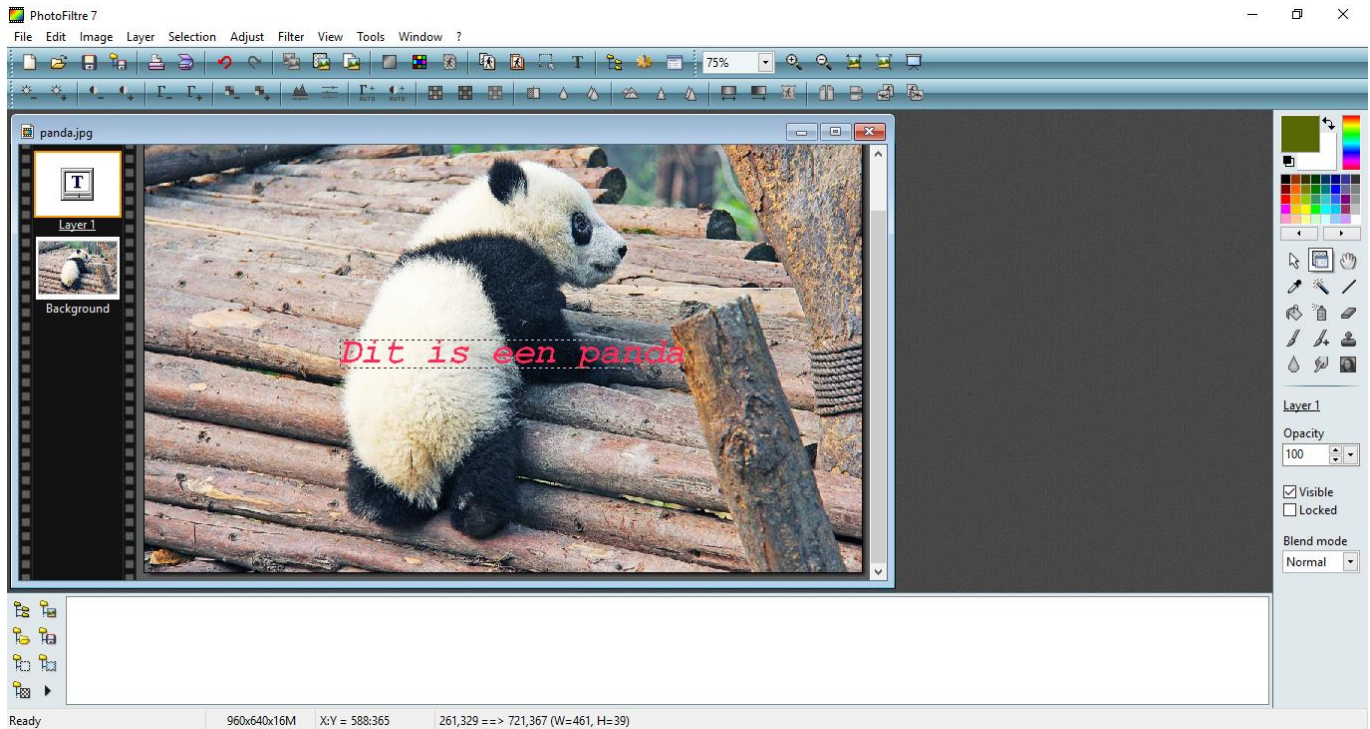 PhotoFiltre 7
File Edit Image Layer Selection Adjust Filter View Tools Window ?
T 75%
AUTO AUTO
panda.jpg
T
Layer 1
Background
Dit is een panda
Layer 1
Opacity
100
Visible
Locked
Blend mode
Normal
Ready 960x640x16M X:Y = 588:365 261,329 ==> 721,367 (W=461, H=39)